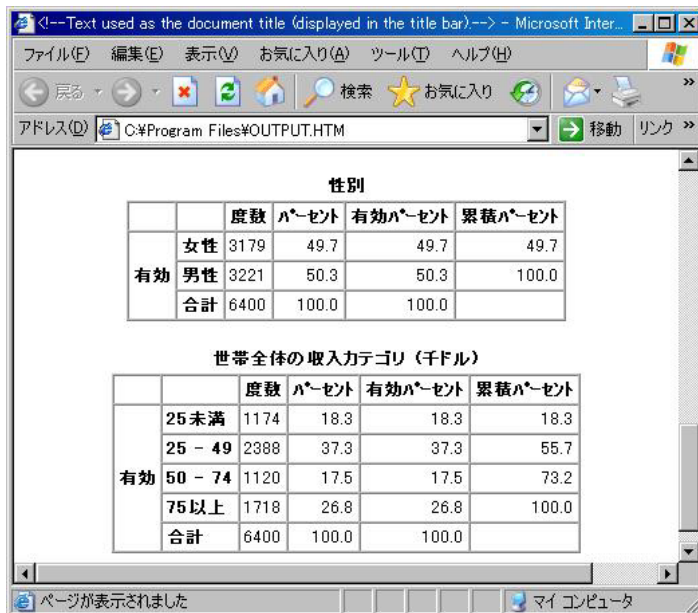 <!--Text used as the document title (displayed in the title bar).--> - Microsoft Inter...
ファイル(F) 編集(E) 表示(V) お気に入り(A) ツール(T) ヘルプ(H)
戻る 検索 お気に入り »
アドレス(D) C:¥Program Files¥OUTPUT.HTM 移動 リンク »
性別
度数 パーセント 有効パーセント 累積パーセント
有効 女性 3179 49.7 49.7 49.7
男性 3221 50.3 50.3 100.0
合計 6400 100.0 100.0
世帯全体の収入カテゴリ (千ドル)
度数 パーセント 有効パーセント 累積パーセント
有効 25未満 1174 18.3 18.3 18.3
25 - 49 2388 37.3 37.3 55.7
50 - 74 1120 17.5 17.5 73.2
75以上 1718 26.8 26.8 100.0
合計 6400 100.0 100.0
ページが表示されました マイ コンピュータ